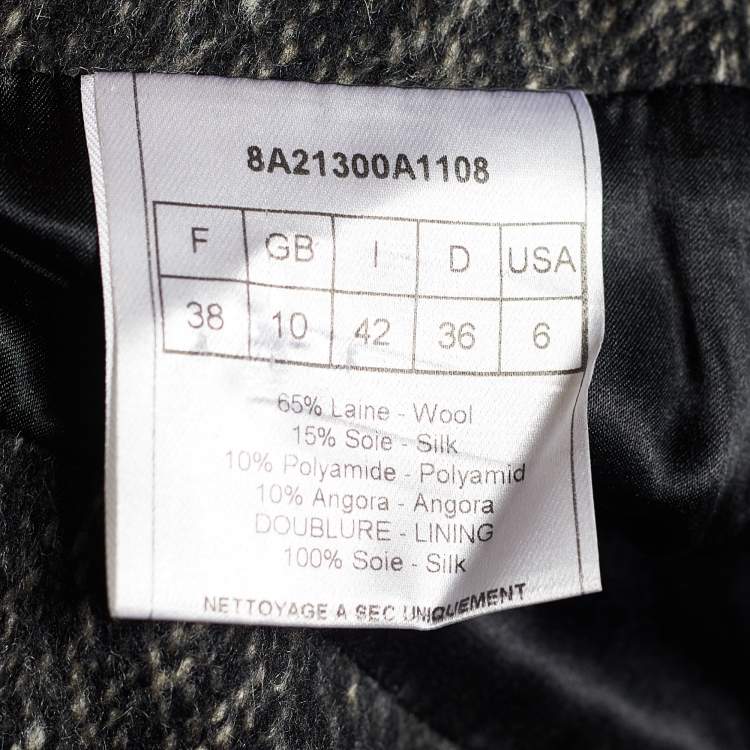 8A21300A1108
F GB I D USA
38 10 42 36 6
65% Laine - Wool
15% Soie - Silk
10% Polyamide - Polyamid
10% Angora - Angora
DOUBLURE - LINING
100% Soie - Silk
NETTOYAGE A SEC UNIQUEMENT